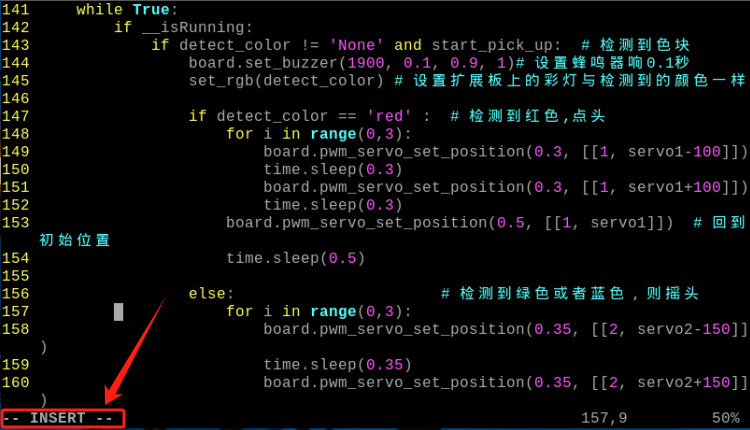 141     while True:
142         if __isRunning:
143             if detect_color != 'None' and start_pick_up:  # 检测到色块
144                 board.set_buzzer(1900, 0.1, 0.9, 1)# 设置蜂鸣器响0.1秒
145                 set_rgb(detect_color) # 设置扩展板上的彩灯与检测到的颜色一样
146
147                 if detect_color == 'red' :  # 检测到红色,点头
148                     for i in range(0,3):
149                         board.pwm_servo_set_position(0.3, [[1, servo1-100]])
150                         time.sleep(0.3)
151                         board.pwm_servo_set_position(0.3, [[1, servo1+100]])
152                         time.sleep(0.3)
153                     board.pwm_servo_set_position(0.5, [[1, servo1]])  # 回到
初始位置
154                     time.sleep(0.5)
155
156                 else:                      # 检测到绿色或者蓝色，则摇头
157                     for i in range(0,3):
158                         board.pwm_servo_set_position(0.35, [[2, servo2-150]]
)
159                         time.sleep(0.35)
160                         board.pwm_servo_set_position(0.35, [[2, servo2+150]]
)
-- INSERT --                                                  157,9         50%